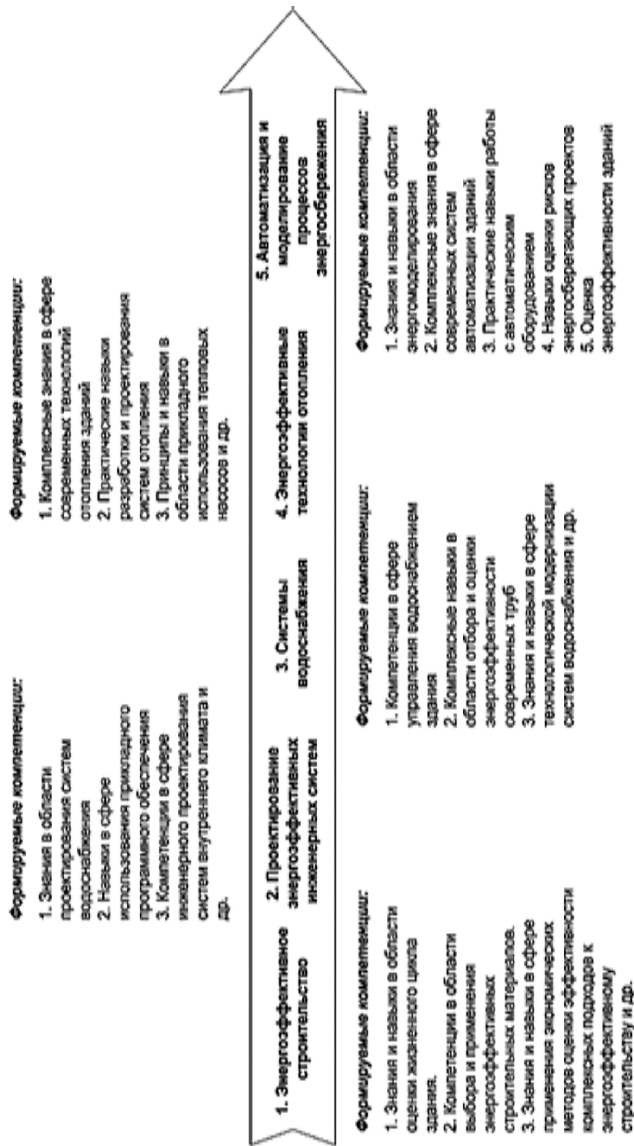 Формируемые компетенции:
1. Знания в области
проектирования систем
водоснабжения
2. Навыки в сфере
использования прикладного
программного обеспечения
3. Компетенции в сфере
инженерного проектирования
систем внутреннего климата и
др.
Формируемые компетенции:
1. Комплексные знания в сфере
современных технологий
отопления зданий
2. Практические навыки
разработки и проектирования
систем отопления
3. Принципы и навыки в
области прикладного
использования тепловых
насосов и др.
1. Энергоэффективное
строительство
2. Проектирование
энергоэффективных
инженерных систем
3. Системы
водоснабжения
4. Энергоэффективные
технологии отопления
5. Автоматизация и
моделирование
процессов
энергосбережения
Формируемые компетенции:
1. Знания и навыки в области
оценки жизненного цикла
здания.
2. Компетенции в области
выбора и применения
энергоэффективных
строительных материалов.
3. Знания и навыки в сфере
применения экономических
методов оценки эффективности
комплексных подходов к
энергоэффективному
строительству и др.
Формируемые компетенции:
1. Компетенции в сфере
управления водоснабжением
здания
2. Комплексные навыки в
области отбора и оценки
энергоэффективности
современных труб
3. Знания и навыки в сфере
технологической модернизации
систем водоснабжения и др.
Формируемые компетенции:
1. Знания и навыки в области
энергомоделирования
2. Комплексные знания в сфере
современных систем
автоматизации зданий
3. Практические навыки работы
с автоматическим
оборудованием
4. Навыки оценки рисков
энергосберегающих проектов
5. Оценка
энергоэффективности зданий